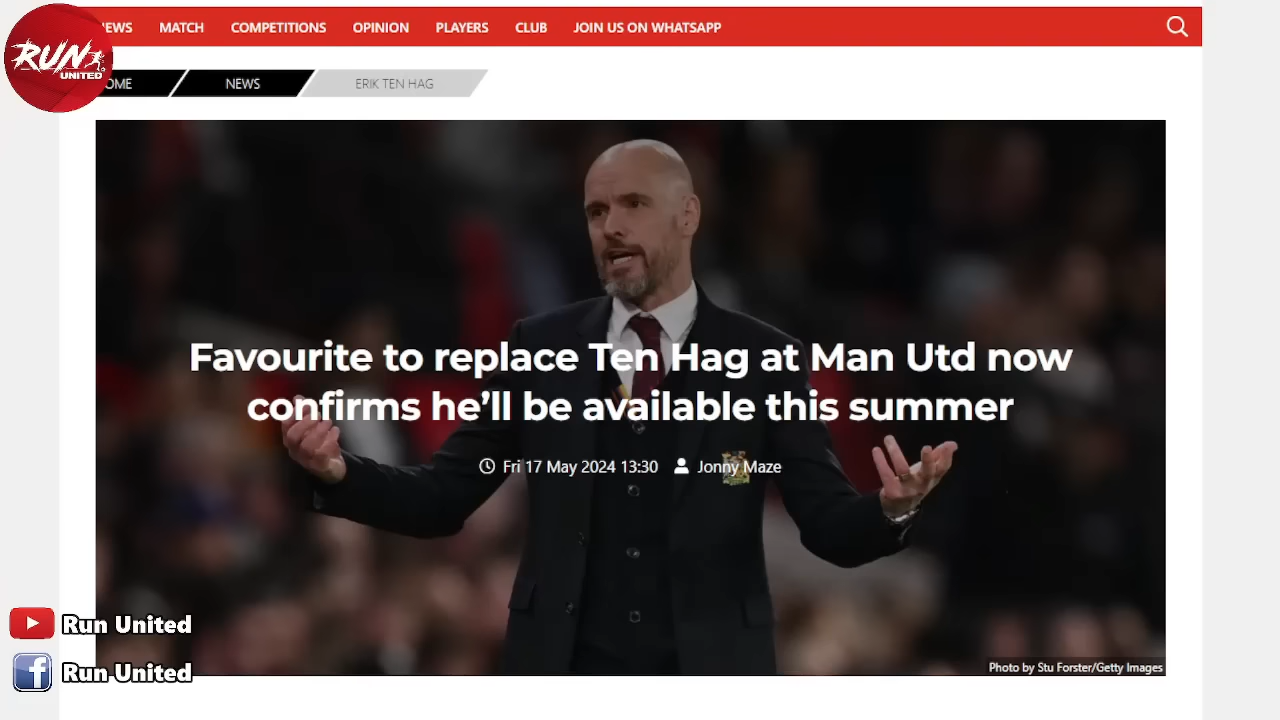 RUN
UNITED
EWS MATCH COMPETITIONS OPINION PLAYERS CLUB JOIN US ON WHATSAPP
OME NEWS ERIK TEN HAG
Favourite to replace Ten Hag at Man Utd now
confirms he’ll be available this summer
Fri 17 May 2024 13:30 Jonny Maze
Run United
Run United
Photo by Stu Forster/Getty Images